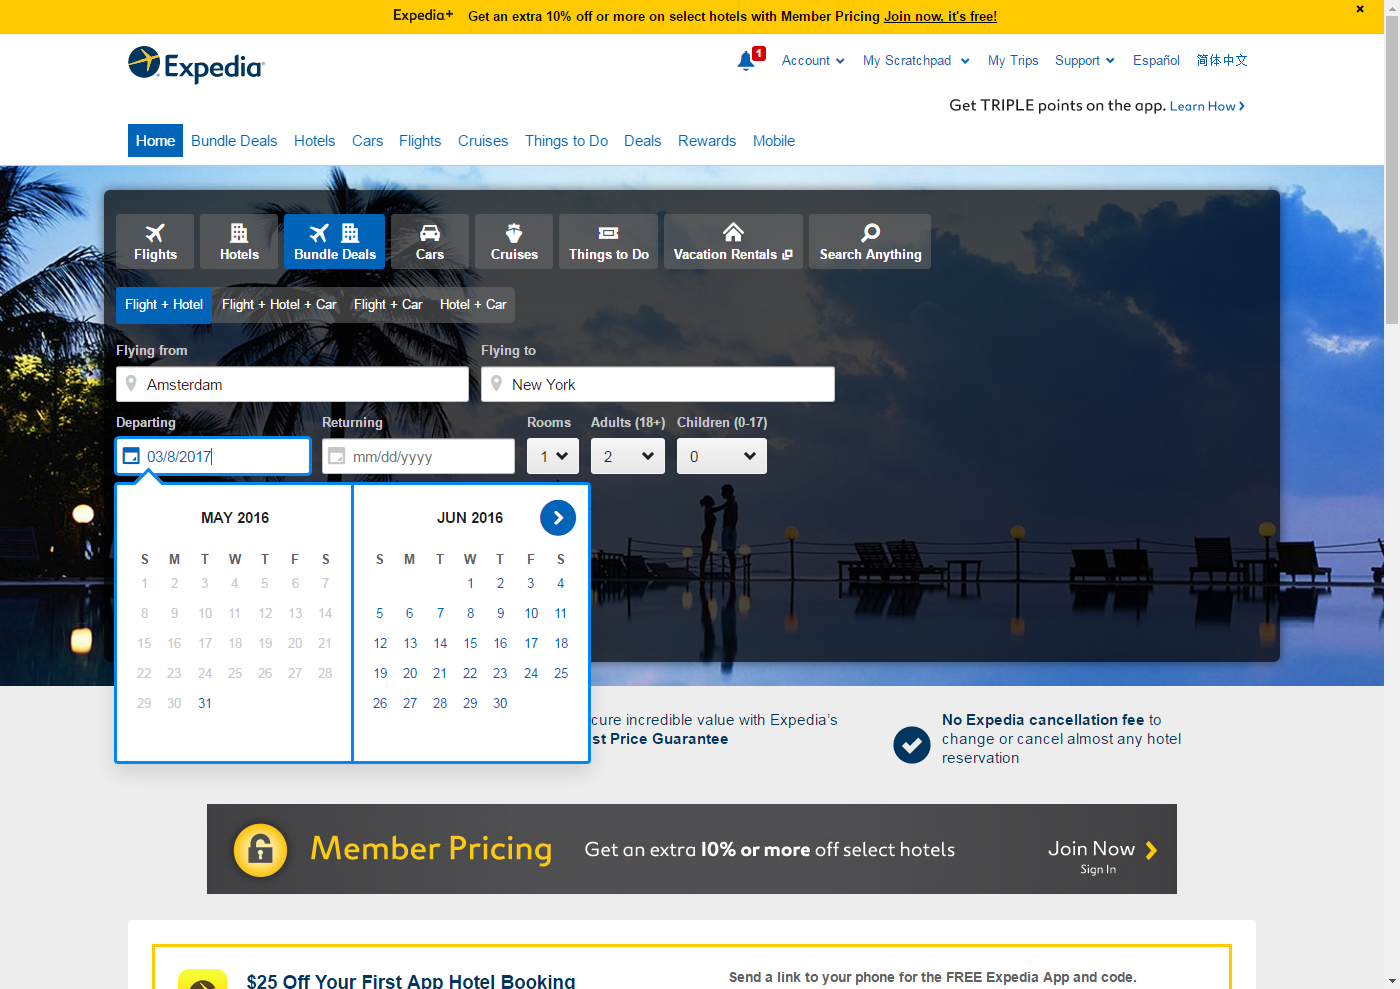 Expedia+ Get an extra 10% off or more on select hotels with Member Pricing Join now, it's free!
Expedia
1 Account My Scratchpad My Trips Support Español 简体中文
Get TRIPLE points on the app. Learn How
Home Bundle Deals Hotels Cars Flights Cruises Things to Do Deals Rewards Mobile
Flights Hotels Bundle Deals Cars Cruises Things to Do Vacation Rentals Search Anything
Flight + Hotel Flight + Hotel + Car Flight + Car Hotel + Car
Flying from Flying to
Amsterdam New York
Departing Returning Rooms Adults (18+) Children (0-17)
03/8/2017 mm/dd/yyyy 1 2 0
MAY 2016 JUN 2016
S M T W T F S S M T W T F S
1 2 3 4 5 6 7 1 2 3 4
8 9 10 11 12 13 14 5 6 7 8 9 10 11
15 16 17 18 19 20 21 12 13 14 15 16 17 18
22 23 24 25 26 27 28 19 20 21 22 23 24 25
29 30 31 26 27 28 29 30
cure incredible value with Expedia's
st Price Guarantee
No Expedia cancellation fee to
change or cancel almost any hotel
reservation
Member Pricing Get an extra 10% or more off select hotels Join Now
Sign In
$25 Off Your First App Hotel Booking
Send a link to your phone for the FREE Expedia App and code.